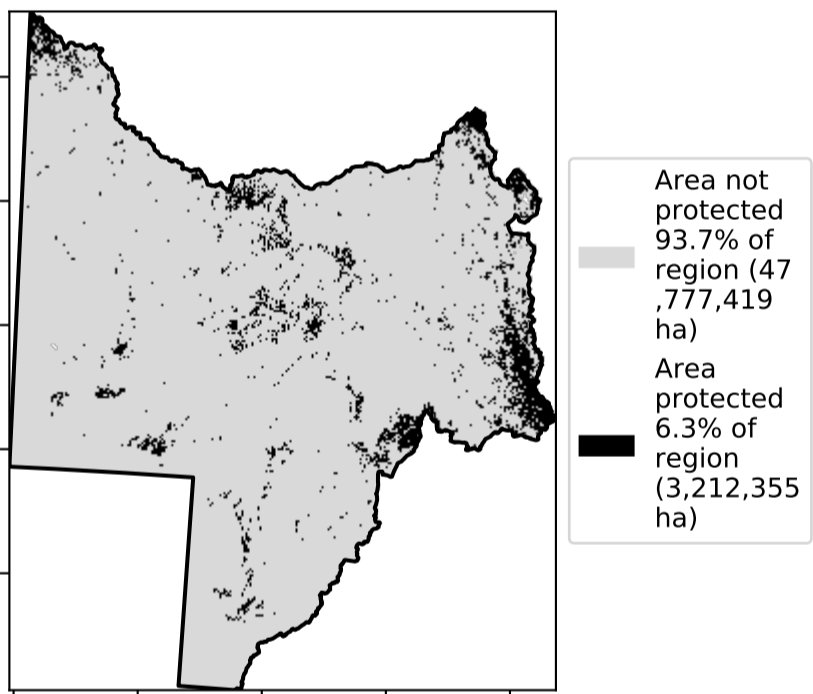 Area not
protected
93.7% of
region (47
,777,419
ha)
Area
protected
6.3% of
region
(3,212,355
ha)